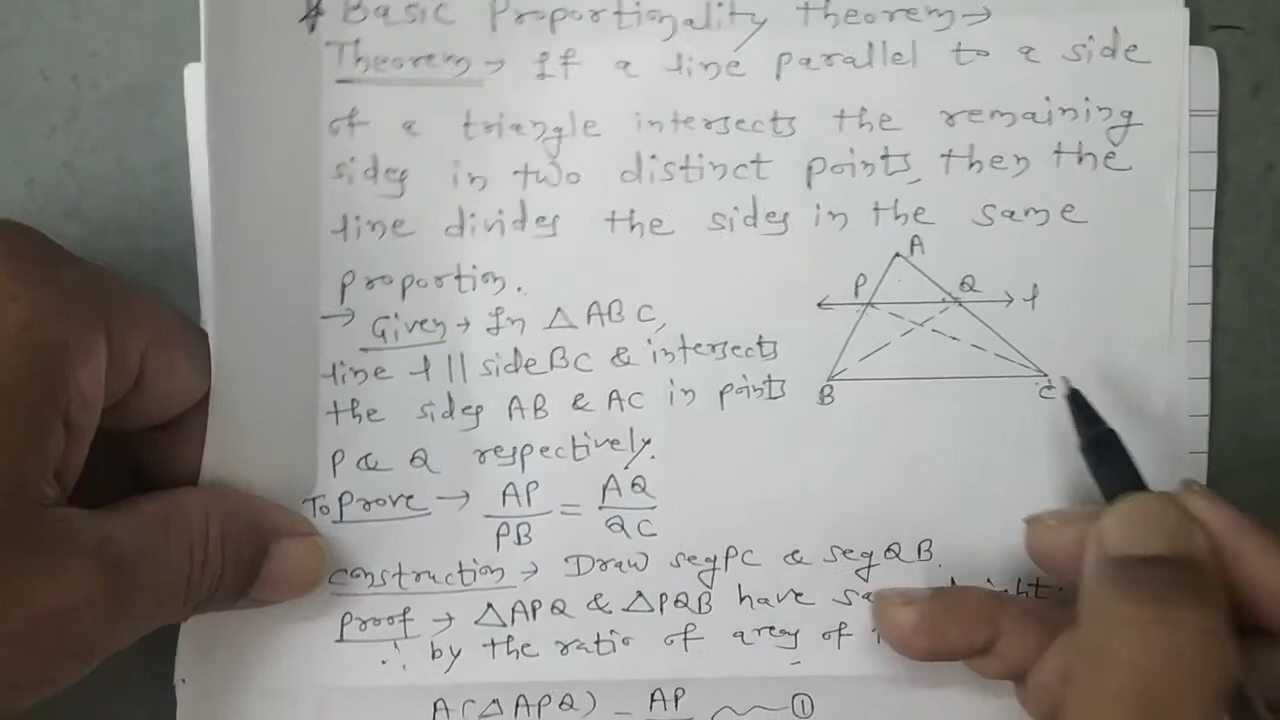 * Basic Proportionality theorem →
Theorem → If a line parallel to a side
of a triangle intersects the remaining
sides in two distinct points, then the
line divides the sides in the same
proportion.
→ Given → In △ABC,
line l || side BC & intersects
the sides AB & AC in points
P & Q respectively.
To Prove → AP/PB = AQ/QC
construction → Draw seg PC & seg QB.
Proof → △APQ & △PQB have
∴ by the ratio of areas of
A(△APQ) = AP ①
A
P Q l
B C